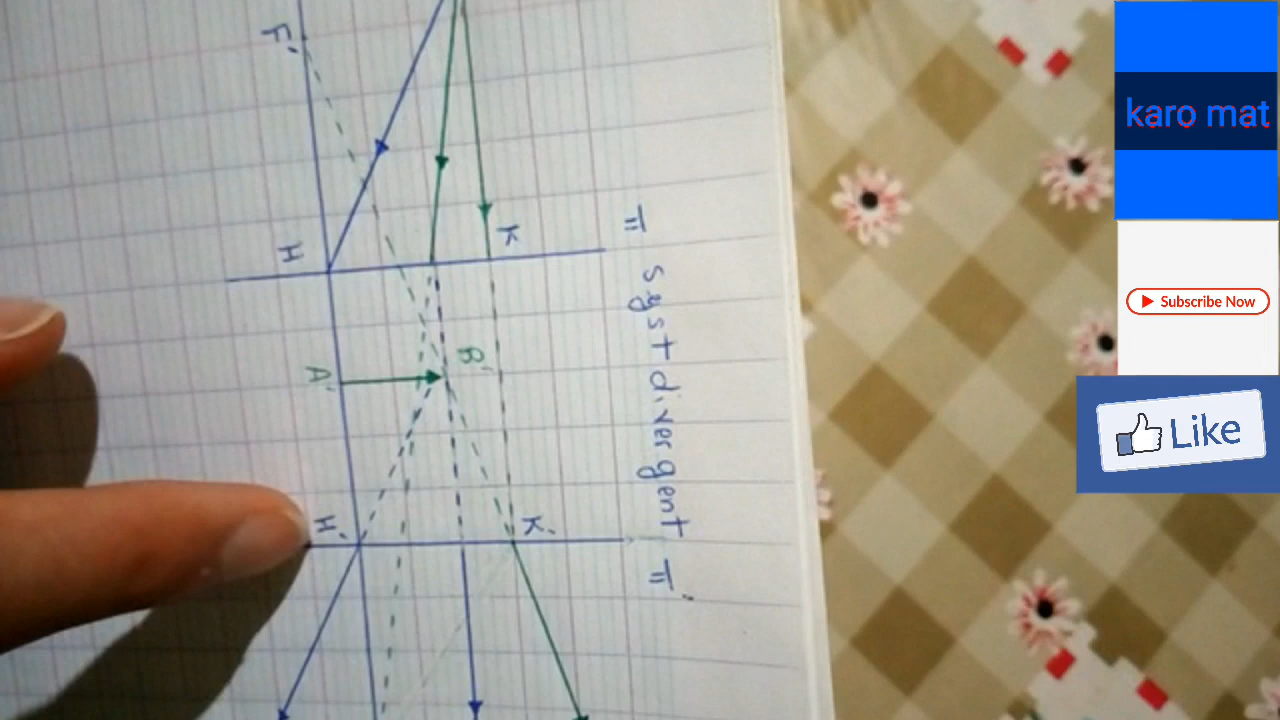 π syst divergent π'
F'
H
K
A'
B'
H'
K'
karo mat
Subscribe Now
Like